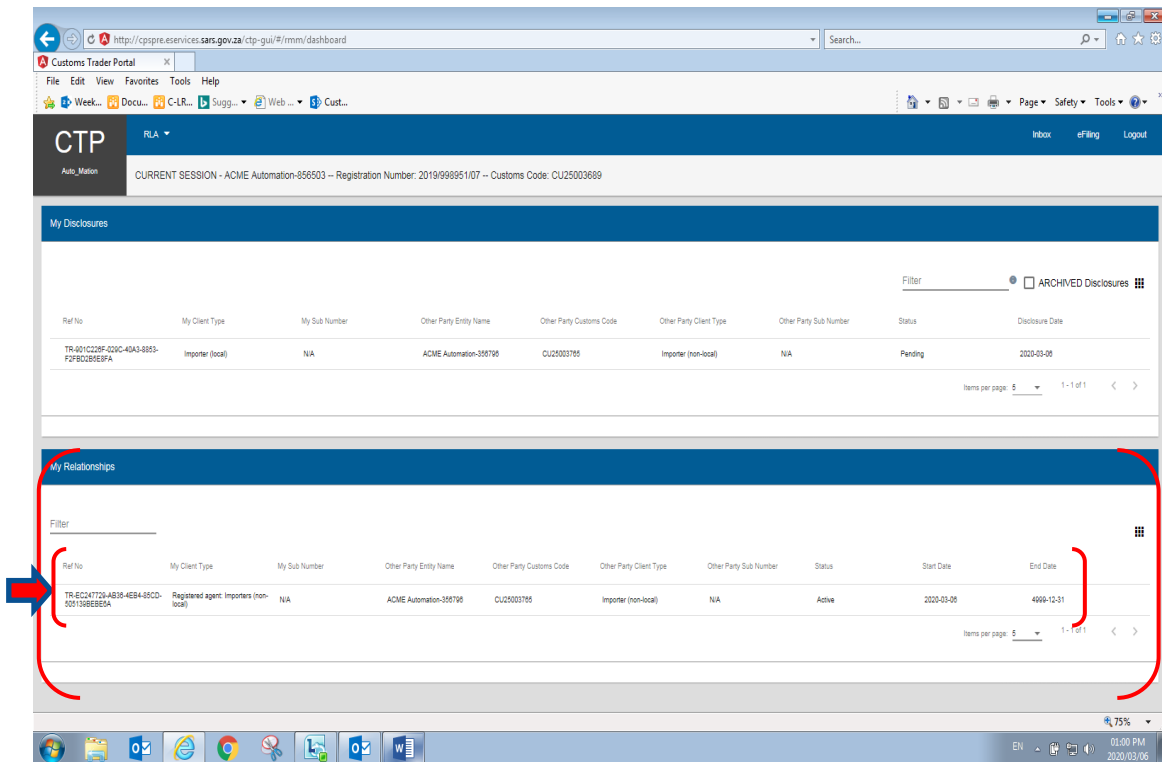 http://cpspre.eservices.sars.gov.za/ctp-gui/#/rmm/dashboard
Search...
Customs Trader Portal
File Edit View Favorites Tools Help
Week... Docu... C-LR... Sugg... Web ... Cust...
Page Safety Tools
CTP
RLA
Inbox eFiling Logout
Auto_Mation
CURRENT SESSION - ACME Automation-856503 -- Registration Number: 2019/998951/07 -- Customs Code: CU25003689
My Disclosures
Filter
ARCHIVED Disclosures
Ref No My Client Type My Sub Number Other Party Entity Name Other Party Customs Code Other Party Client Type Other Party Sub Number Status Disclosure Date
TR-901C226F-029C-40A3-8853-
F2FBD2B6E8FA
Importer (local) N/A ACME Automation-356796 CU25003765 Importer (non-local) N/A Pending 2020-03-06
Items per page: 5 1 - 1 of 1
My Relationships
Filter
Ref No My Client Type My Sub Number Other Party Entity Name Other Party Customs Code Other Party Client Type Other Party Sub Number Status Start Date End Date
TR-EC247729-AB36-4EB4-85CD-
505139BEBE6A
Registered agent: Importers (non-
local)
N/A ACME Automation-356796 CU25003765 Importer (non-local) N/A Active 2020-03-06 4999-12-31
Items per page: 5 1 - 1 of 1
75%
EN
01:00 PM
2020/03/06